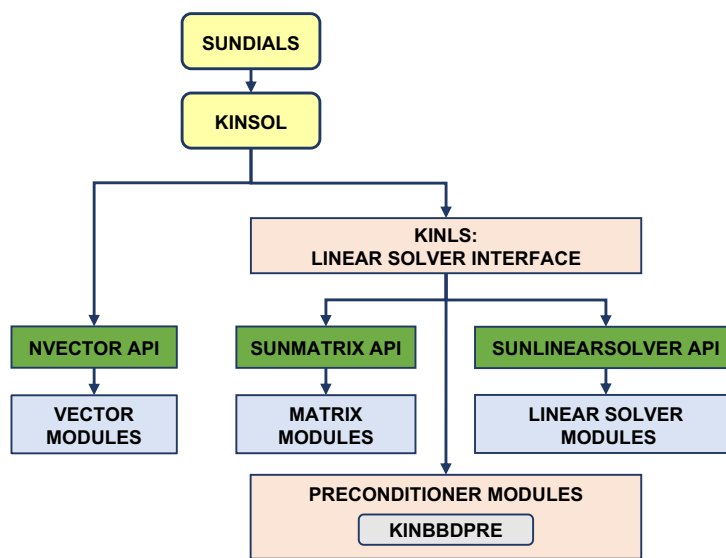 SUNDIALS
KINSOL
KINLS:
LINEAR SOLVER INTERFACE
NVECTOR API
SUNMATRIX API
SUNLINEARSOLVER API
VECTOR
MODULES
MATRIX
MODULES
LINEAR SOLVER
MODULES
PRECONDITIONER MODULES
KINBBDPRE